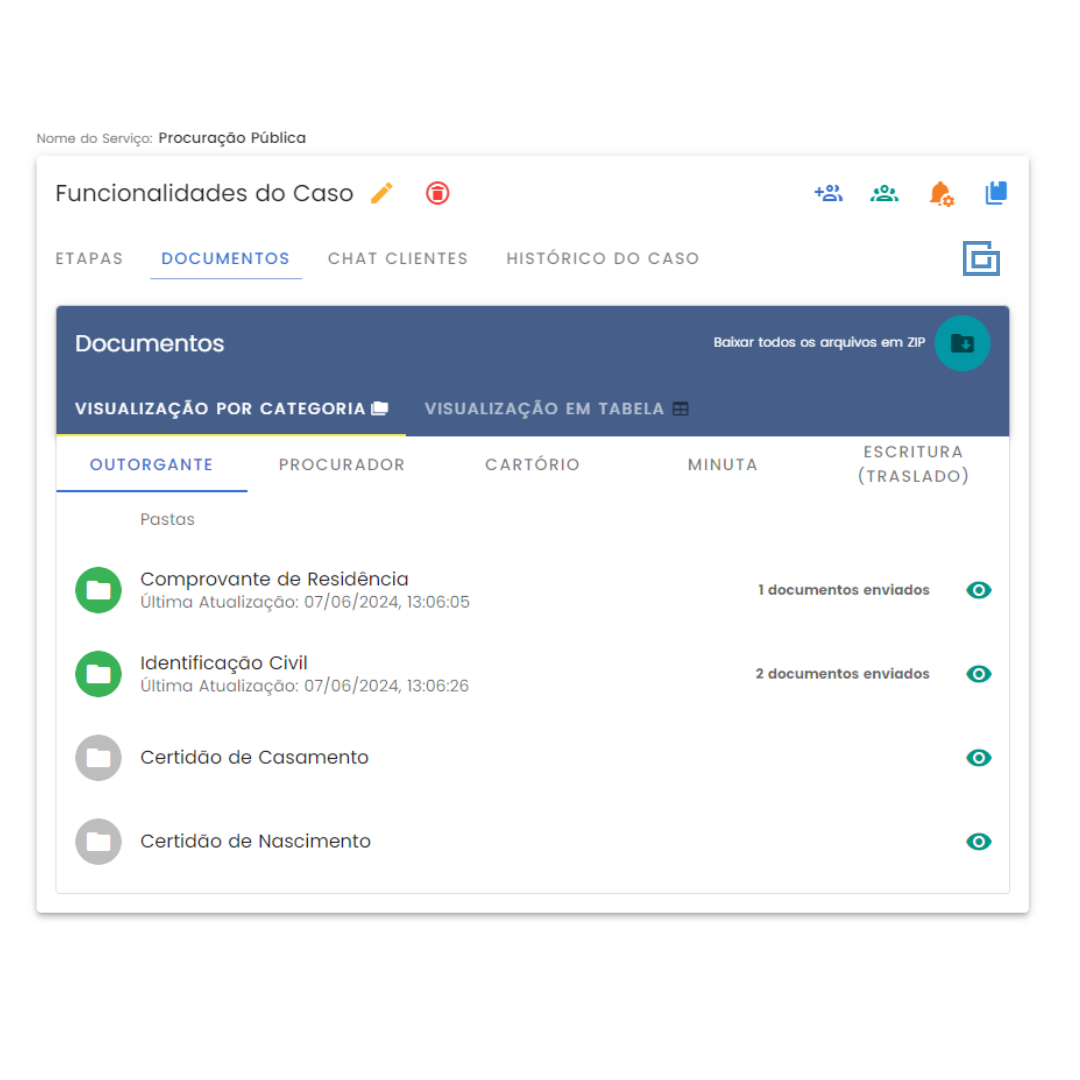 Nome do Serviço: Procuração Pública
Funcionalidades do Caso
ETAPAS DOCUMENTOS CHAT CLIENTES HISTÓRICO DO CASO
Documentos Baixar todos os arquivos em ZIP
VISUALIZAÇÃO POR CATEGORIA VISUALIZAÇÃO EM TABELA
OUTORGANTE PROCURADOR CARTÓRIO MINUTA ESCRITURA
(TRASLADO)
Pastas
Comprovante de Residência
Última Atualização: 07/06/2024, 13:06:05
1 documentos enviados
Identificação Civil
Última Atualização: 07/06/2024, 13:06:26
2 documentos enviados
Certidão de Casamento
Certidão de Nascimento